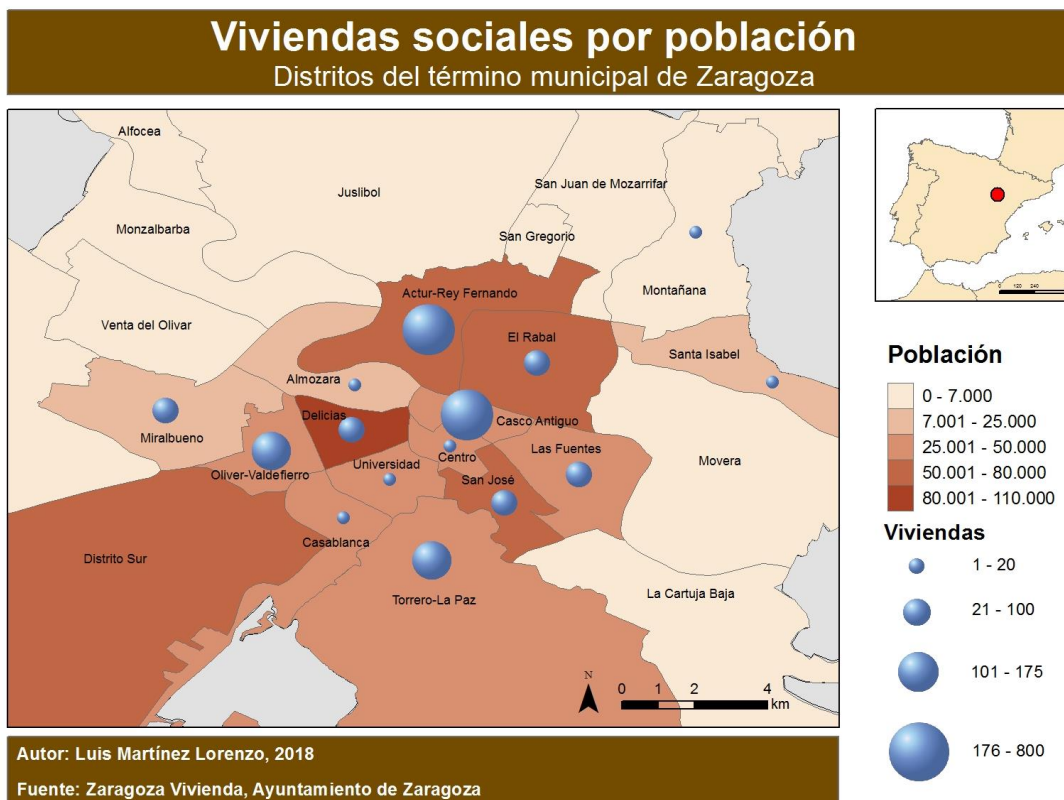 Viviendas sociales por población
Distritos del término municipal de Zaragoza
Alfocea
Juslibol
San Juan de Mozarrifar
Monzalbarba
San Gregorio
Montañana
Actur-Rey Fernando
Venta del Olivar
El Rabal
Santa Isabel
Almozara
Delicias
Casco Antiguo
Miralbueno
Las Fuentes
Centro
Movera
Universidad
Oliver-Valdefierro
San José
Casablanca
Distrito Sur
La Cartuja Baja
Torrero-La Paz
N
0 1 2 4
km
0 120 240
Población
0 - 7.000
7.001 - 25.000
25.001 - 50.000
50.001 - 80.000
80.001 - 110.000
Viviendas
1 - 20
21 - 100
101 - 175
176 - 800
Autor: Luis Martínez Lorenzo, 2018
Fuente: Zaragoza Vivienda, Ayuntamiento de Zaragoza